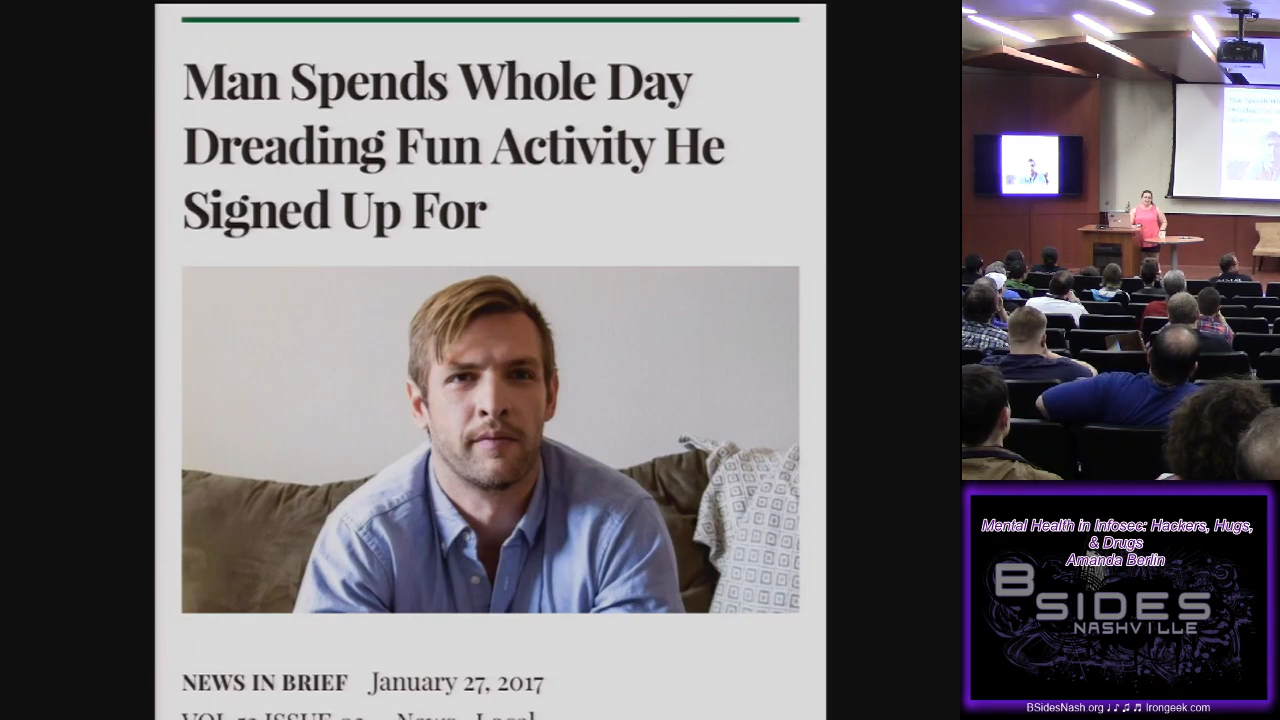 Man Spends Whole Day
Dreading Fun Activity He
Signed Up For
NEWS IN BRIEF January 27, 2017
Mental Health in Infosec: Hackers, Hugs,
& Drugs
Amanda Berlin
BSIDES
NASHVILLE
BSidesNash.org ♩♪♫♬ Irongeek.com